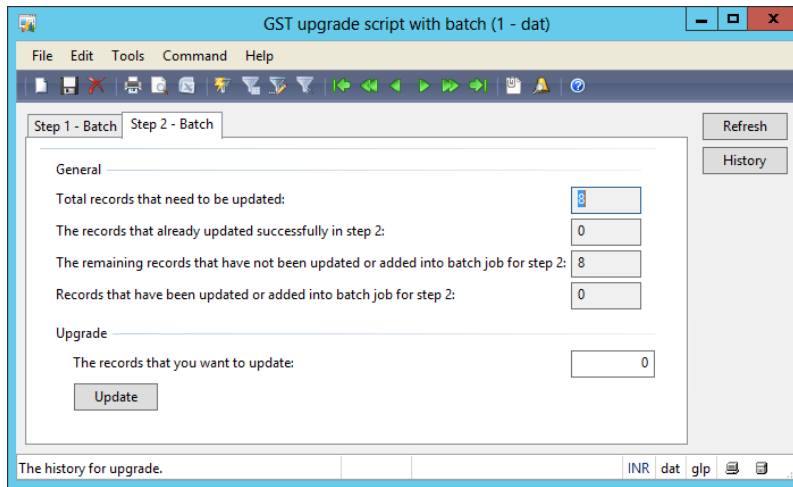 GST upgrade script with batch (1 - dat)
File Edit Tools Command Help
Step 1 - Batch Step 2 - Batch
Refresh
History
General
Total records that need to be updated: 8
The records that already updated successfully in step 2: 0
The remaining records that have not been updated or added into batch job for step 2: 8
Records that have been updated or added into batch job for step 2: 0
Upgrade
The records that you want to update: 0
Update
The history for upgrade. INR dat glp